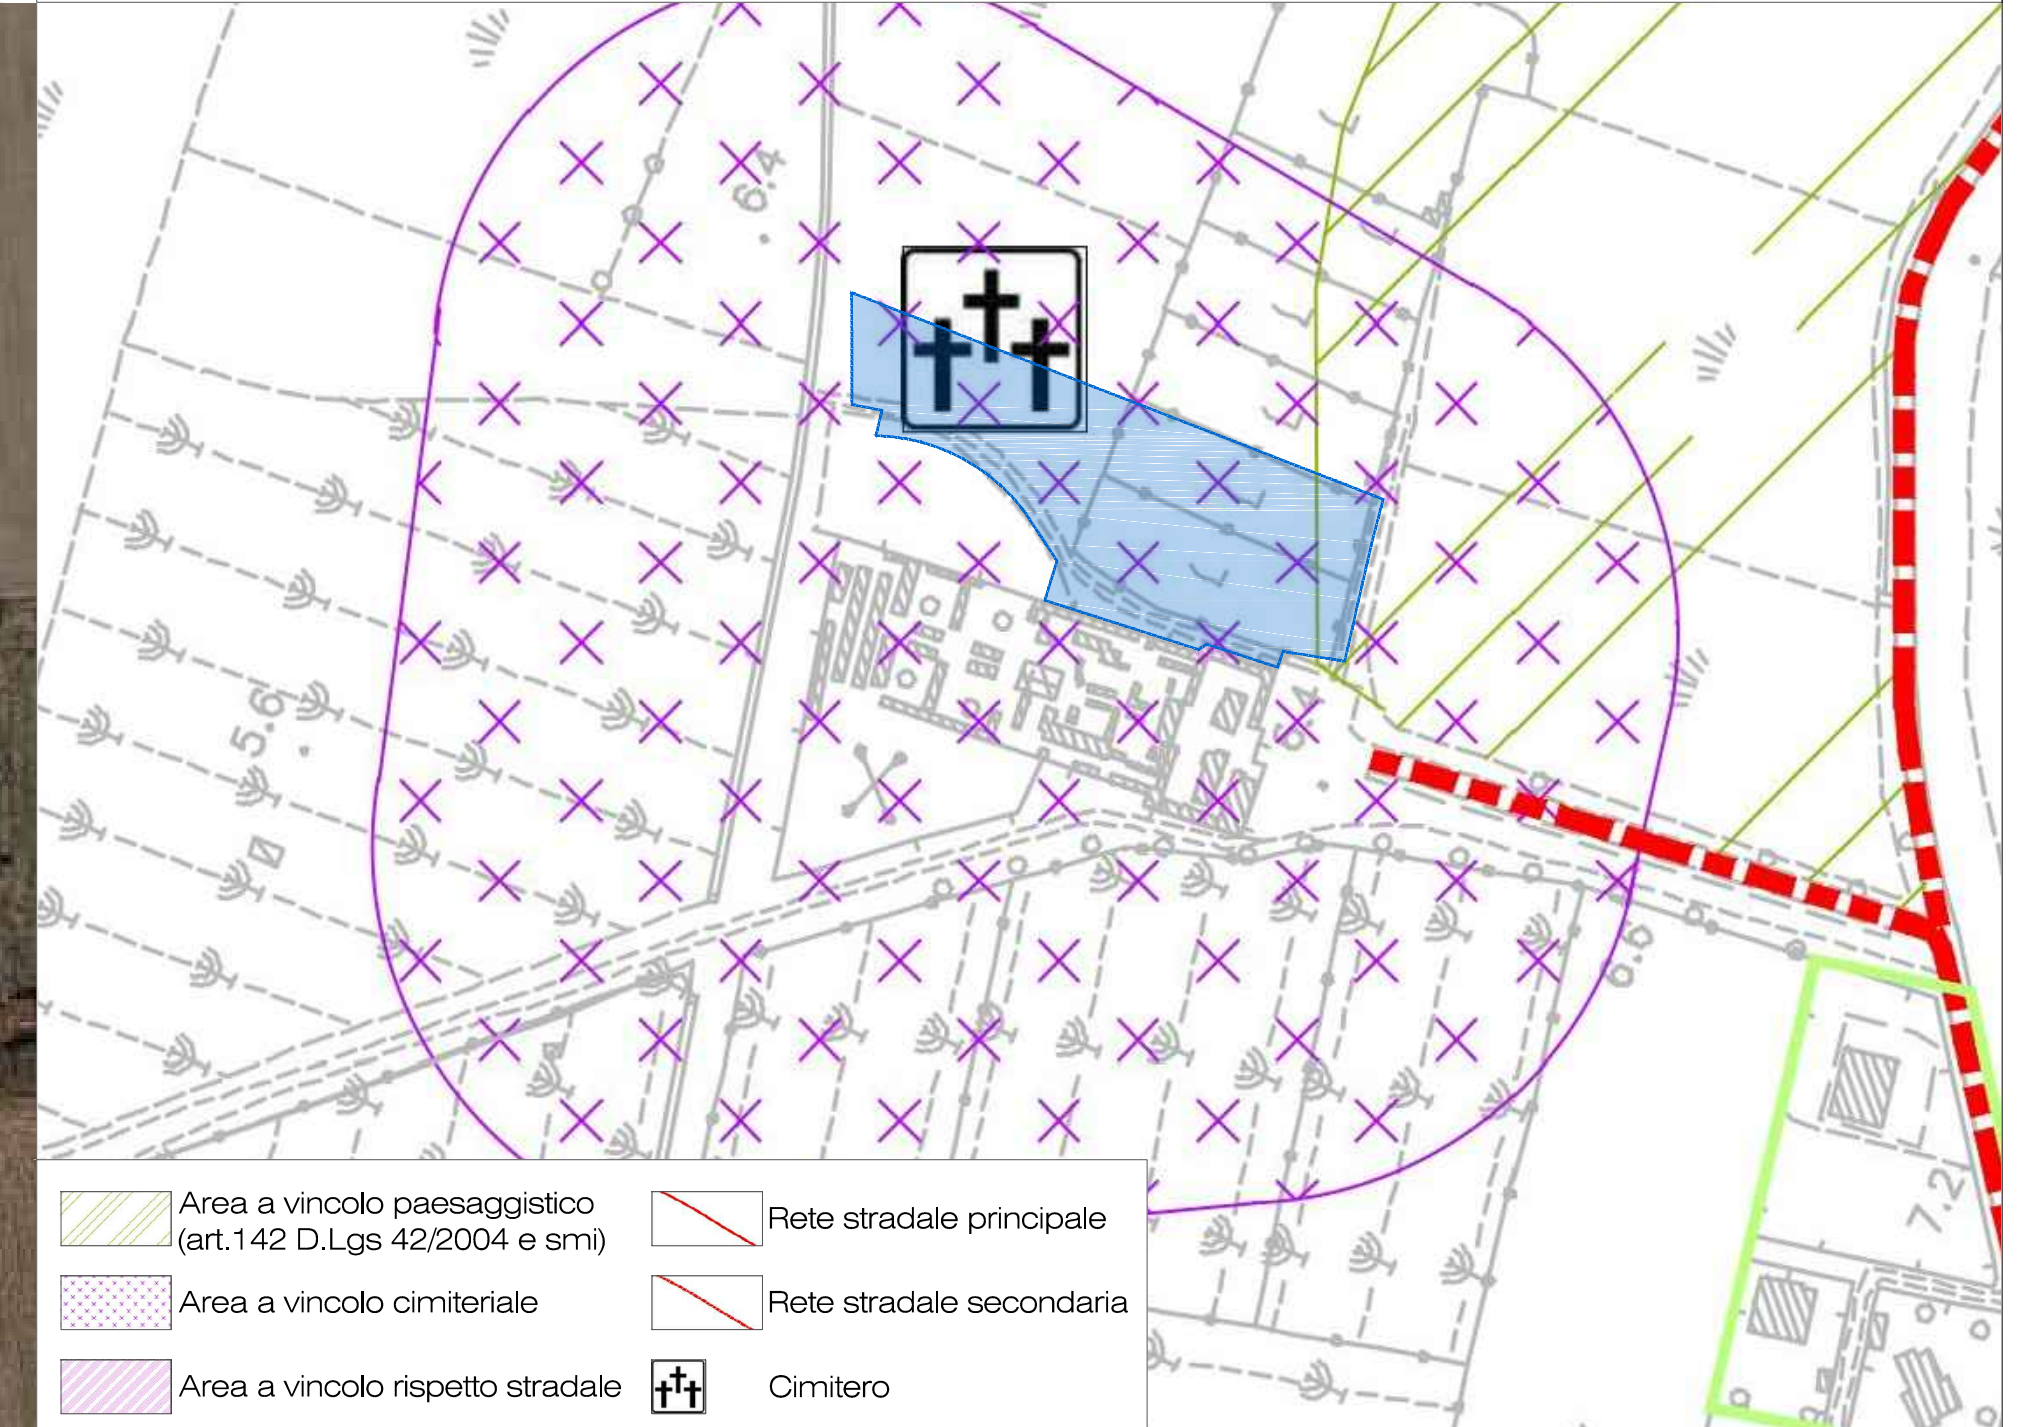 6.4
5.6
6.4
6.6
7.2
Area a vincolo paesaggistico
(art.142 D.Lgs 42/2004 e smi)
Area a vincolo cimiteriale
Area a vincolo rispetto stradale
Rete stradale principale
Rete stradale secondaria
Cimitero